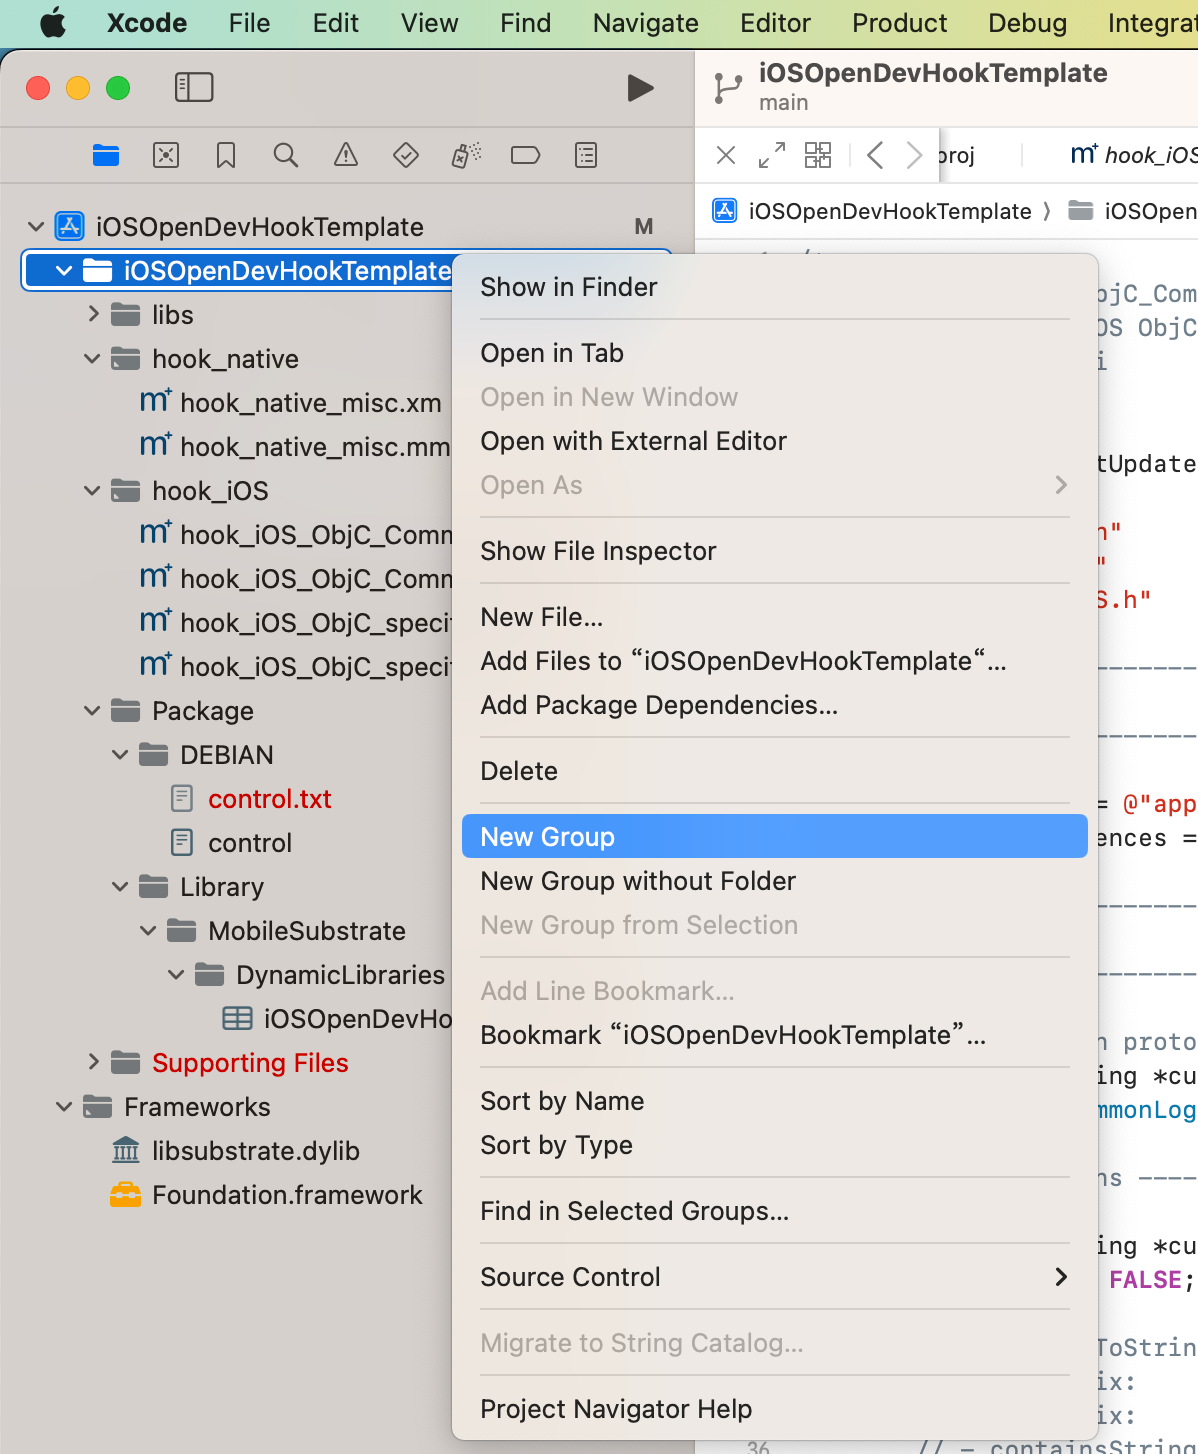 Xcode File Edit View Find Navigate Editor Product Debug Integrat
iOSOpenDevHookTemplate
main
proj
m+ hook_iOS
iOSOpenDevHookTemplate M
iOSOpenDevHookTemplate 〉 iOSOpen
iOSOpenDevHookTemplate
libs
hook_native
m+ hook_native_misc.xm
m+ hook_native_misc.mm
hook_iOS
m+ hook_iOS_ObjC_Comm
m+ hook_iOS_ObjC_Comm
m+ hook_iOS_ObjC_specif
m+ hook_iOS_ObjC_specif
Package
DEBIAN
control.txt
control
Library
MobileSubstrate
DynamicLibraries
iOSOpenDevHo
Supporting Files
Frameworks
libsubstrate.dylib
Foundation.framework
Show in Finder
Open in Tab
Open in New Window
Open with External Editor
Open As
Show File Inspector
New File...
Add Files to “iOSOpenDevHookTemplate“...
Add Package Dependencies...
Delete
New Group
New Group without Folder
New Group from Selection
Add Line Bookmark...
Bookmark “iOSOpenDevHookTemplate”...
Sort by Name
Sort by Type
Find in Selected Groups...
Source Control
Migrate to String Catalog...
Project Navigator Help
bjC_Com
OS ObjC
i
tUpdate
h"
"
S.h"
-------
-------
= @"app
ences =
-------
-------
n proto
ing *cu
mmonLog
ns ----
ing *cu
FALSE;
ToStrin
ix:
ix:
36 // - containsString